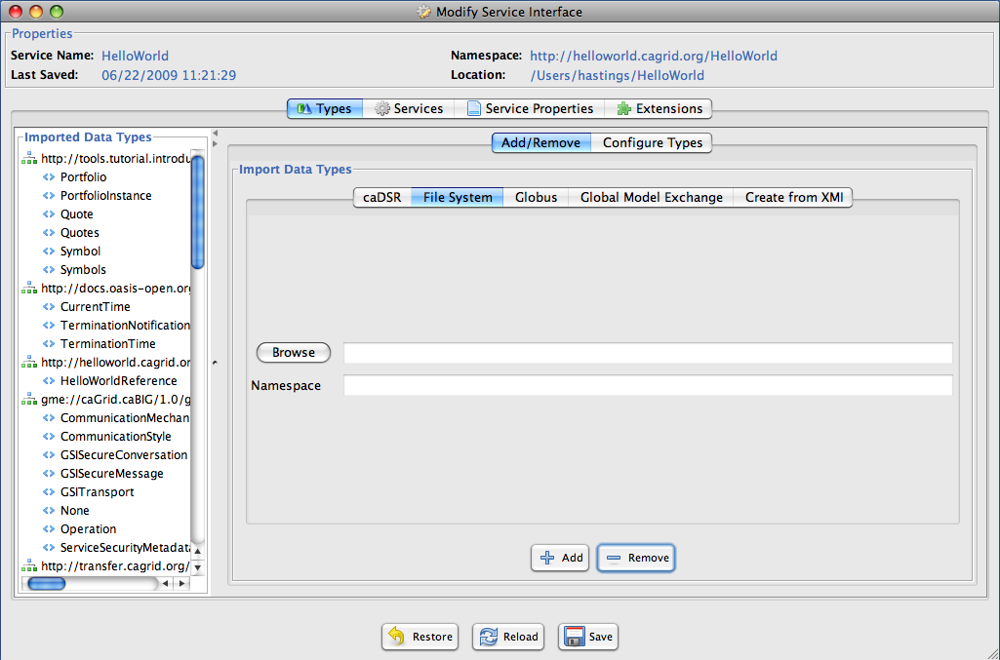 Modify Service Interface
Properties
Service Name: HelloWorld
Namespace: http://helloworld.cagrid.org/HelloWorld
Last Saved: 06/22/2009 11:21:29
Location: /Users/hastings/HelloWorld
Types Services Service Properties Extensions
Imported Data Types
http://tools.tutorial.introdu
Portfolio
PortfolioInstance
Quote
Quotes
Symbol
Symbols
http://docs.oasis-open.org
CurrentTime
TerminationNotification
TerminationTime
http://helloworld.cagrid.or
HelloWorldReference
gme://caGrid.caBIG/1.0/g
CommunicationMechan
CommunicationStyle
GSISecureConversation
GSISecureMessage
GSITransport
None
Operation
ServiceSecurityMetadata
http://transfer.cagrid.org/
Add/Remove Configure Types
Import Data Types
caDSR File System Globus Global Model Exchange Create from XMI
Browse
Namespace
Add Remove
Restore Reload Save